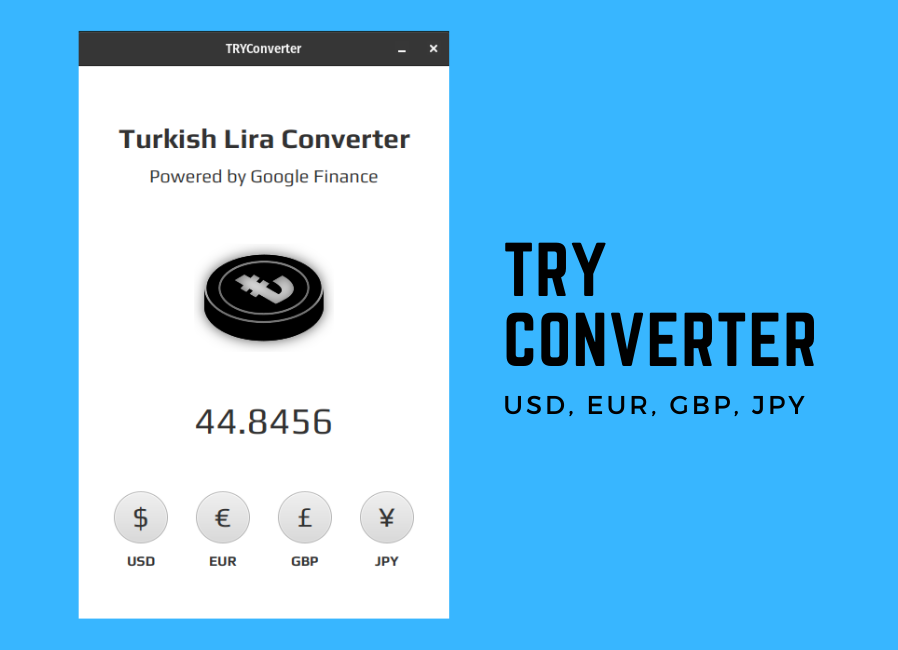 TRYConverter
Turkish Lira Converter
Powered by Google Finance
₺
44.8456
$ € £ ¥
USD EUR GBP JPY
TRY
CONVERTER
USD, EUR, GBP, JPY